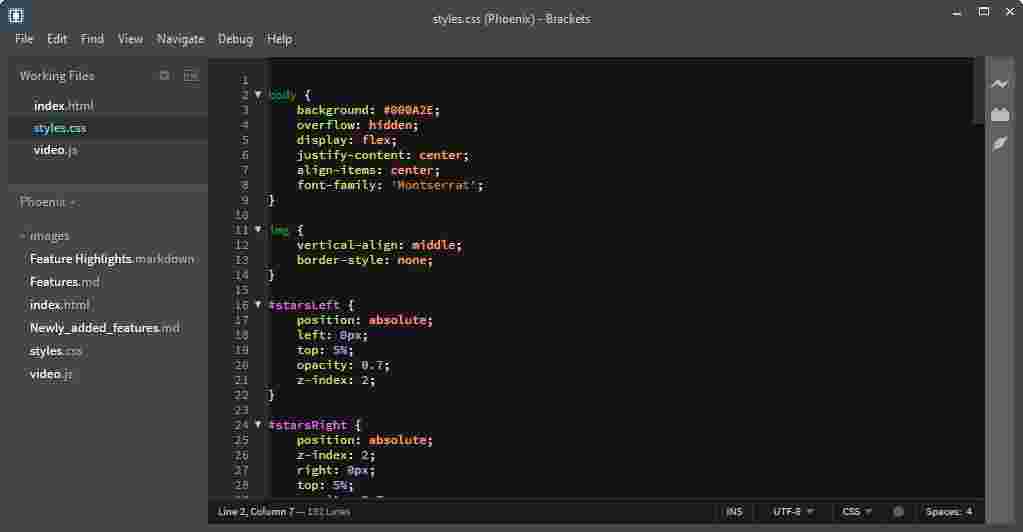 styles.css (Phoenix) - Brackets
File Edit Find View Navigate Debug Help
Working Files
index.html
styles.css
video.js
Phoenix
images
Feature Highlights.markdown
Features.md
index.html
Newly_added_features.md
styles.css
video.js
1
2 body {
3 background: #000A2E;
4 overflow: hidden;
5 display: flex;
6 justify-content: center;
7 align-items: center;
8 font-family: 'Montserrat';
9 }
10
11 img {
12 vertical-align: middle;
13 border-style: none;
14 }
15
16 #starsLeft {
17 position: absolute;
18 left: 0px;
19 top: 5%;
20 opacity: 0.7;
21 z-index: 2;
22 }
23
24 #starsRight {
25 position: absolute;
26 z-index: 2;
27 right: 0px;
28 top: 5%;
Line 2, Column 7 — 192 Lines INS UTF-8 CSS Spaces: 4